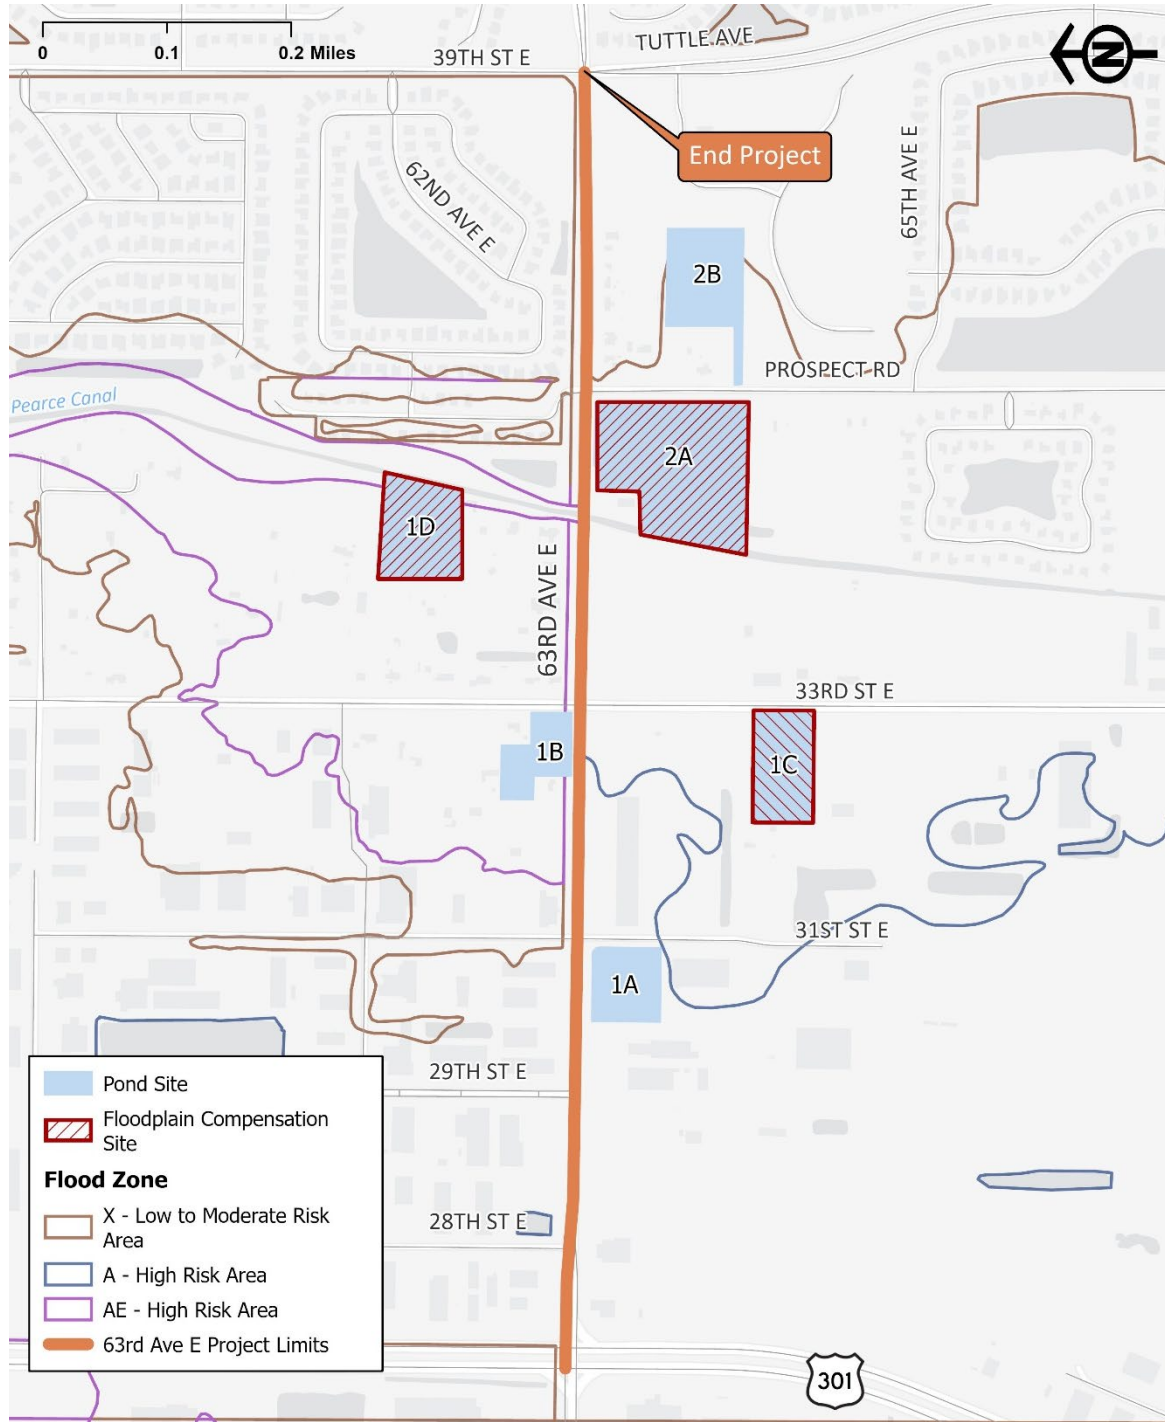 0 0.1 0.2 Miles
39TH ST E
TUTTLE AVE
N
End Project
62ND AVE E
65TH AVE E
2B
PROSPECT RD
Pearce Canal
2A
1D
63RD AVE E
33RD ST E
1B
1C
31ST ST E
1A
29TH ST E
28TH ST E
301
Pond Site
Floodplain Compensation
Site
Flood Zone
X - Low to Moderate Risk
Area
A - High Risk Area
AE - High Risk Area
63rd Ave E Project Limits